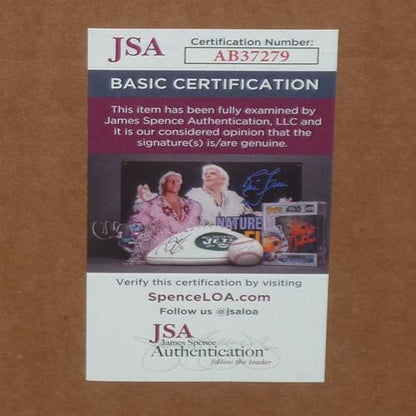 JSA
Certification Number:
AB37279
BASIC CERTIFICATION
This item has been fully examined by
James Spence Authentication, LLC and
it is our considered opinion that the
signature(s) is/are genuine.
NATURE
JETS
Verify this certification by visiting
SpenceLOA.com
Follow us @jsaloa
JSA
James Spence
Authentication™
follow the leader